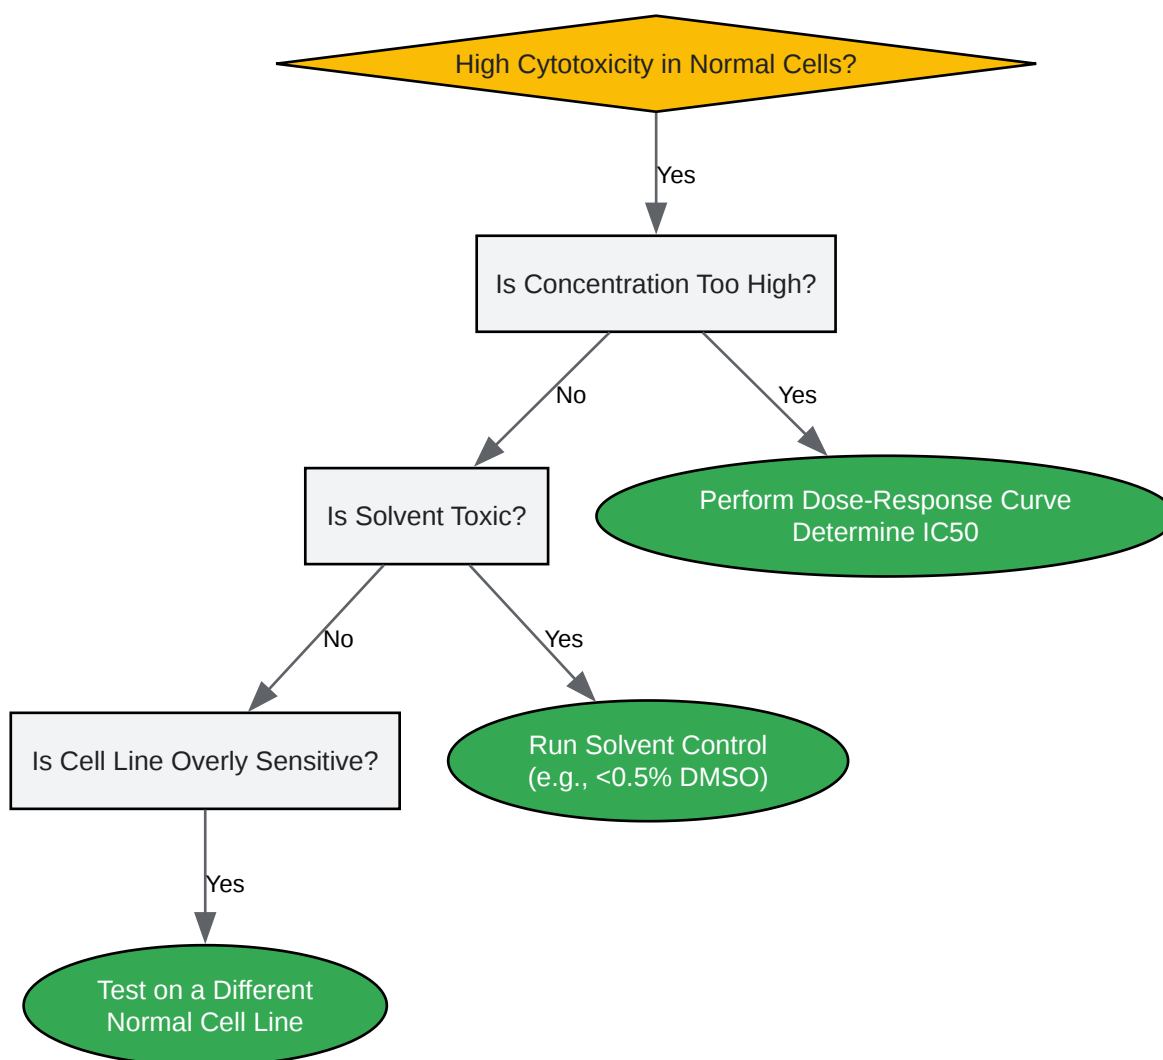 High Cytotoxicity in Normal Cells?
Yes
Is Concentration Too High?
No
Yes
Is Solvent Toxic?
Perform Dose-Response Curve
Determine IC50
No
Yes
Is Cell Line Overly Sensitive?
Run Solvent Control
(e.g., <0.5% DMSO)
Yes
Test on a Different
Normal Cell Line